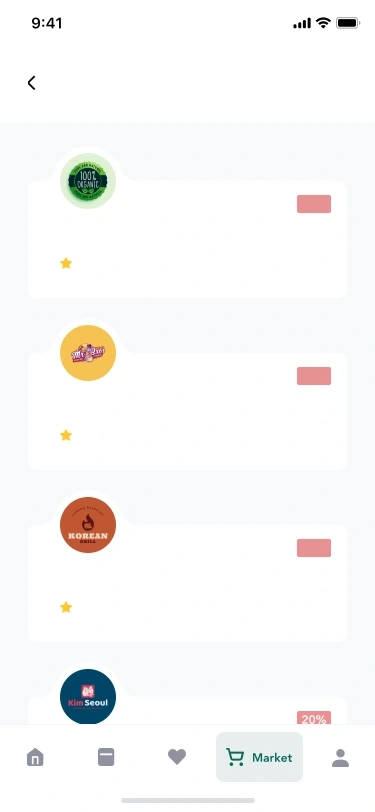 9:41
100%
ORGANIC
KOREAN
GRILL
Kim Seoul
20%
Market